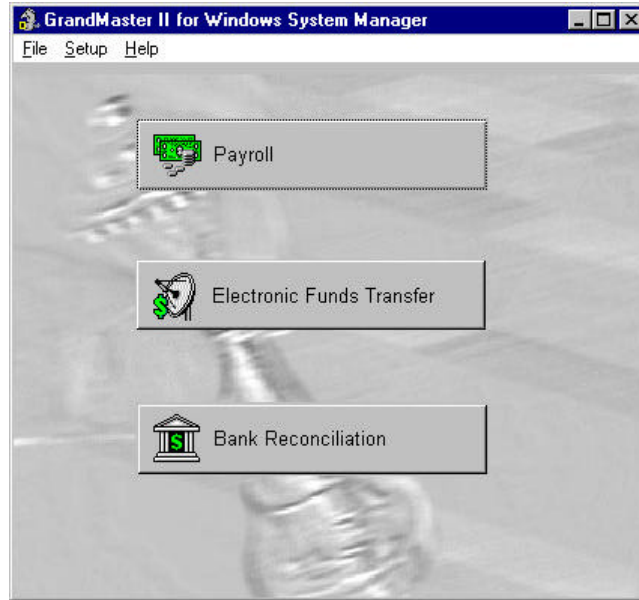 GrandMaster II for Windows System Manager
File Setup Help
Payroll
Electronic Funds Transfer
Bank Reconciliation